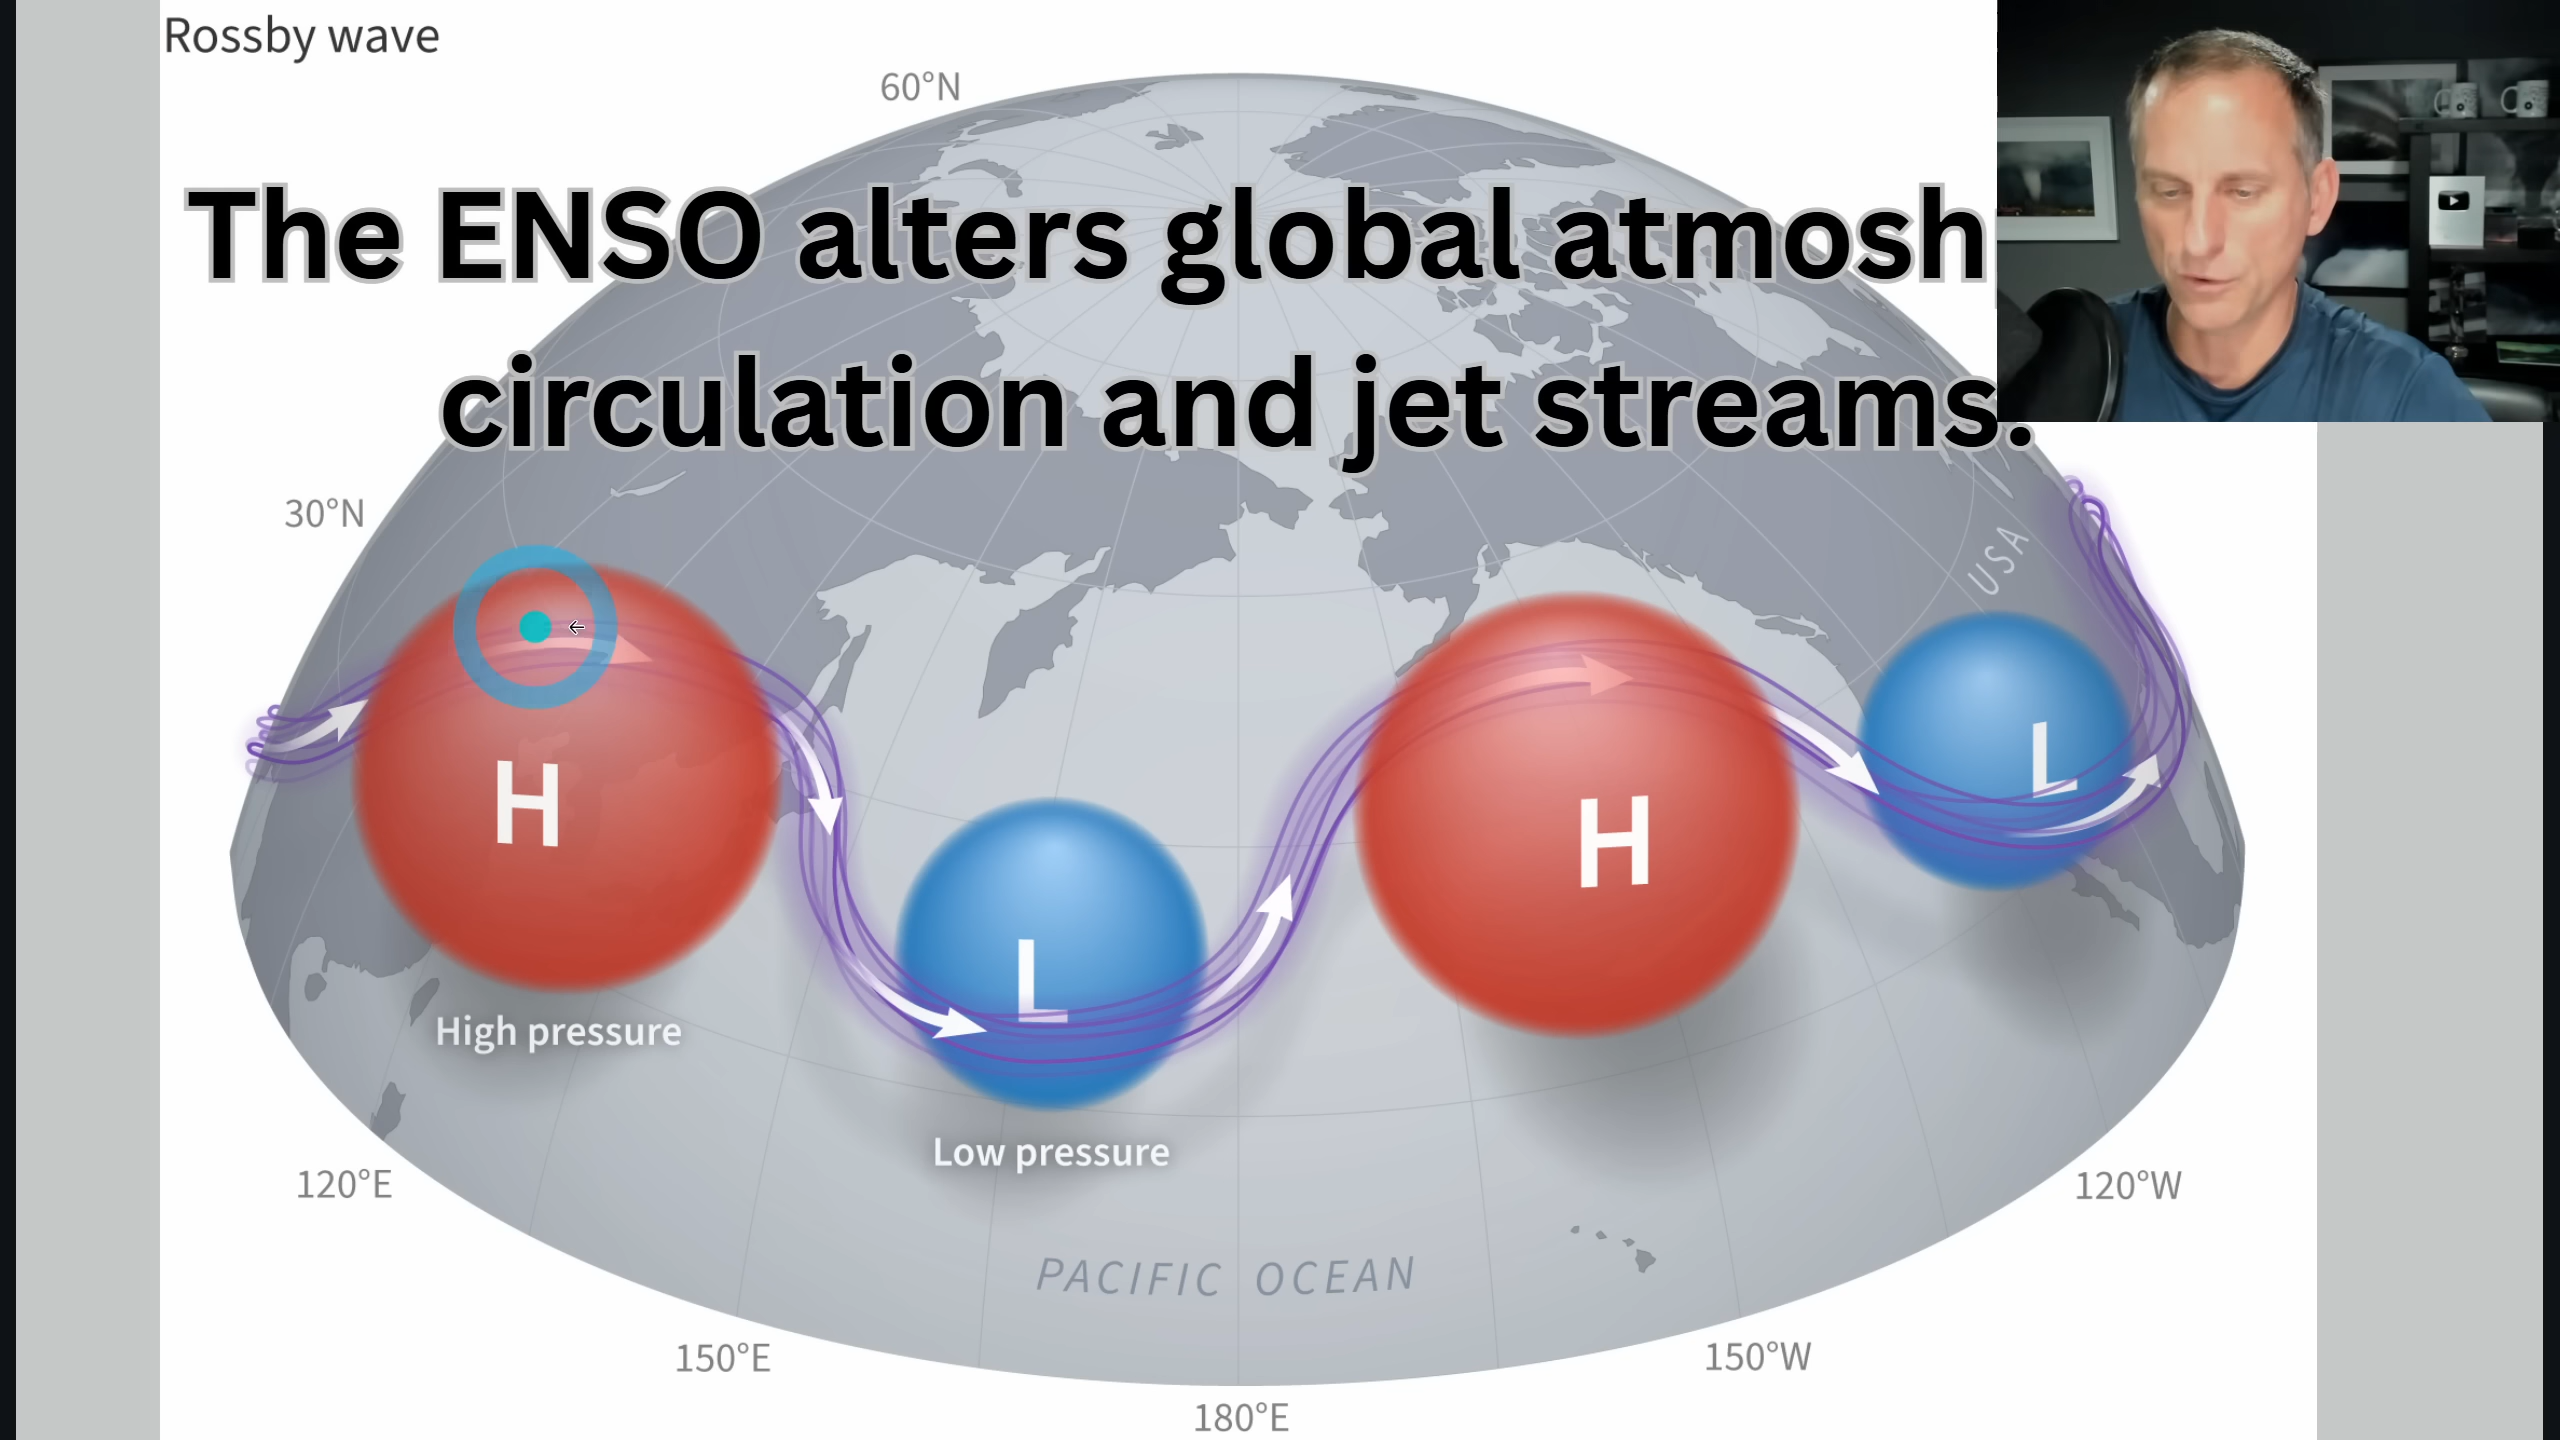 Rossby wave
60°N
The ENSO alters global atmosh
circulation and jet streams.
30°N
USA
H
L
H
L
High pressure
Low pressure
120°E
120°W
PACIFIC OCEAN
150°E
150°W
180°E